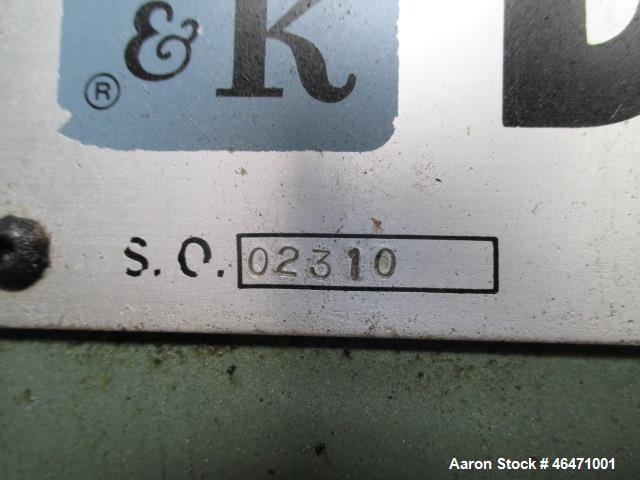 & K
®
S. O. 02310
Aaron Stock # 46471001